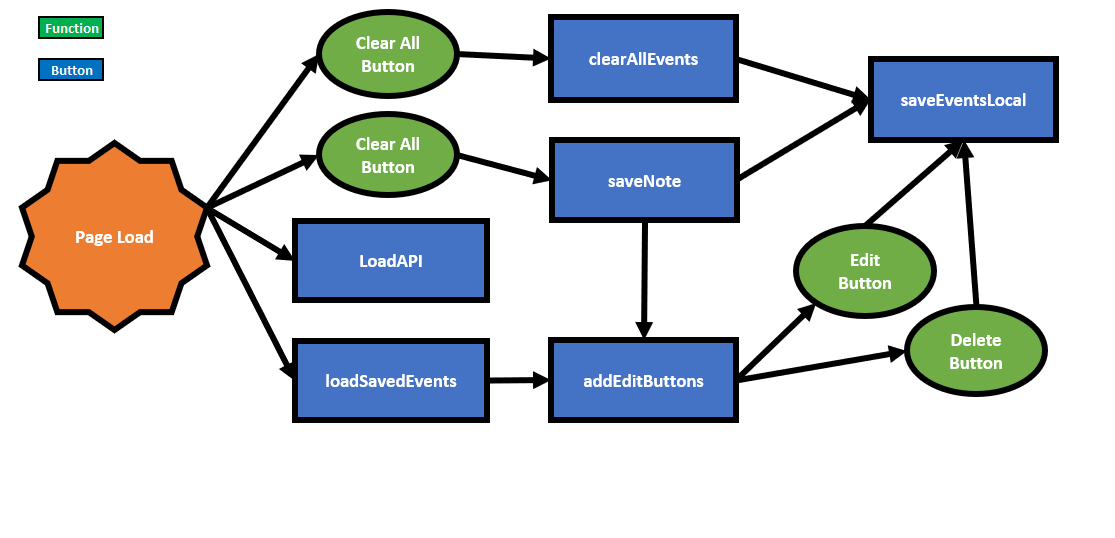 Function
Button
Page Load
Clear All
Button
Clear All
Button
LoadAPI
loadSavedEvents
clearAllEvents
saveNote
addEditButtons
saveEventsLocal
Edit
Button
Delete
Button